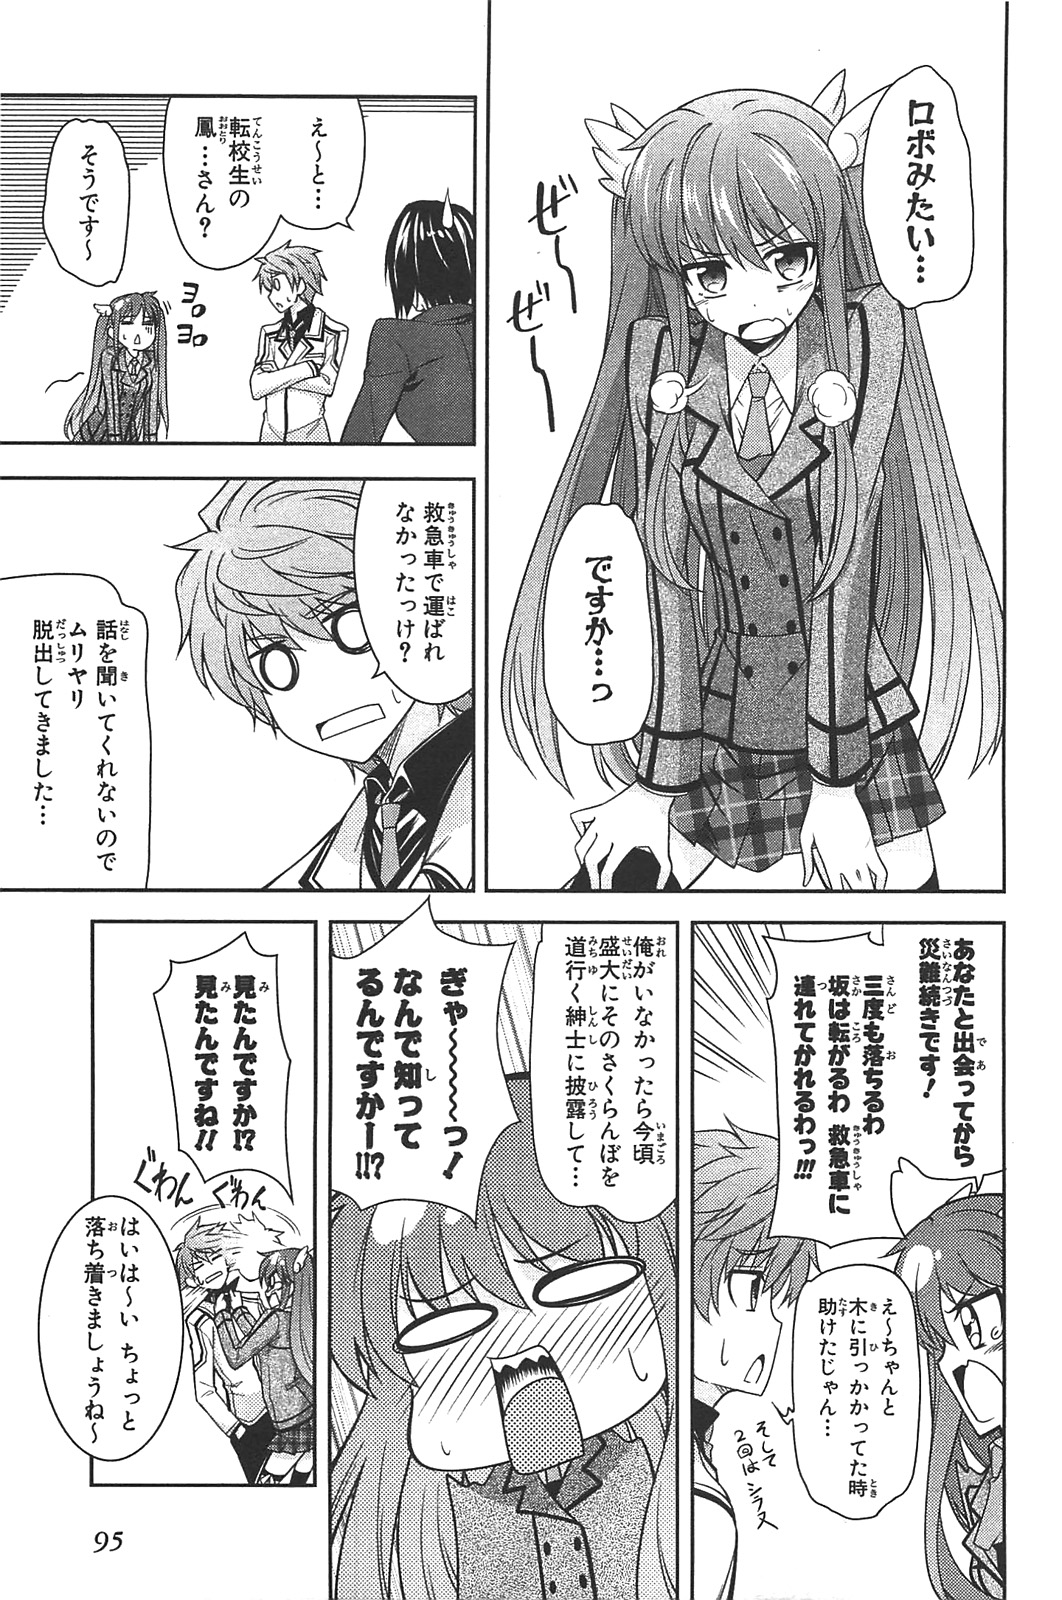 ロボみたい…
ぜー
ぜー
ですか…っ
え〜と…
転校生の
鳳…さん?
そうです〜
ヨロ
ヨロ
救急車で運ばれ
なかったっけ?
話を聞いてくれないので
ムリヤリ
脱出してきました…
あなたと出会ってから
災難続きです!
三度も落ちるわ
坂は転がるわ 救急車に
連れてかれるわっ!!!
え〜ちゃんと
木に引っかかってた時
助けたじゃん…
そして
2回はシラヌ
俺がいなかったら今頃
盛大にそのさくらんぼを
道行く紳士に披露して…
ぎゃ〜〜〜〜っ!
なんで知って
るんですかー!!?
見たんですか!?
見たんですね!!
ぐわん
ぐわん
はいは〜い ちょっと
落ち着きましょうね〜
95